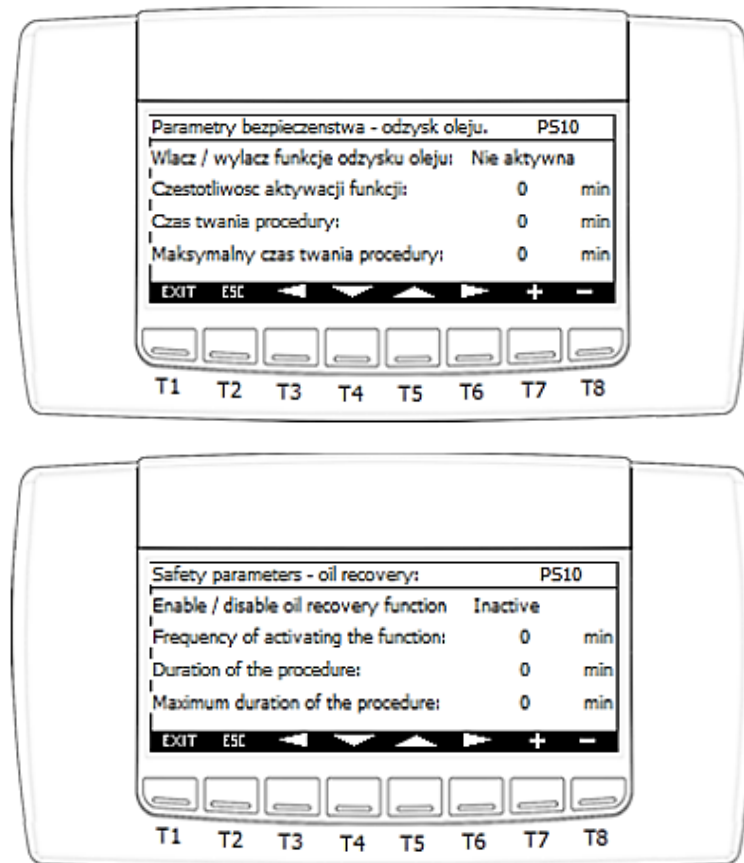 Parametry bezpieczenstwa - odzysk oleju. PS10
Wlacz / wylacz funkcje odzysku oleju: Nie aktywna
Czestotliwosc aktywacji funkcji: 0 min
Czas twania procedury: 0 min
Maksymalny czas twania procedury: 0 min
EXIT ESC + -
T1 T2 T3 T4 T5 T6 T7 T8
Safety parameters - oil recovery: PS10
Enable / disable oil recovery function Inactive
Frequency of activating the function: 0 min
Duration of the procedure: 0 min
Maximum duration of the procedure: 0 min
EXIT ESC + -
T1 T2 T3 T4 T5 T6 T7 T8